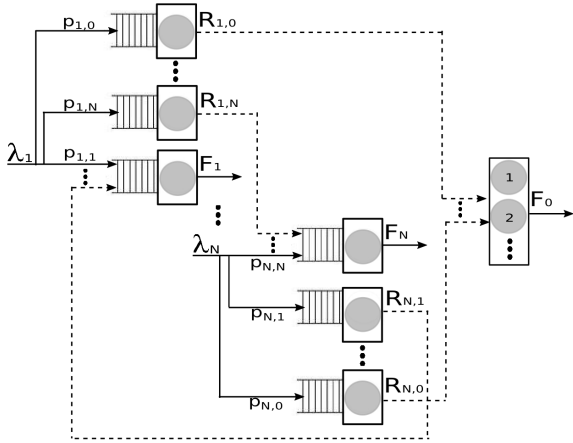 p1,0
R1,0
p1,N
R1,N
λ1
p1,1
F1
1
2
F0
λN
pN,N
FN
pN,1
RN,1
pN,0
RN,0